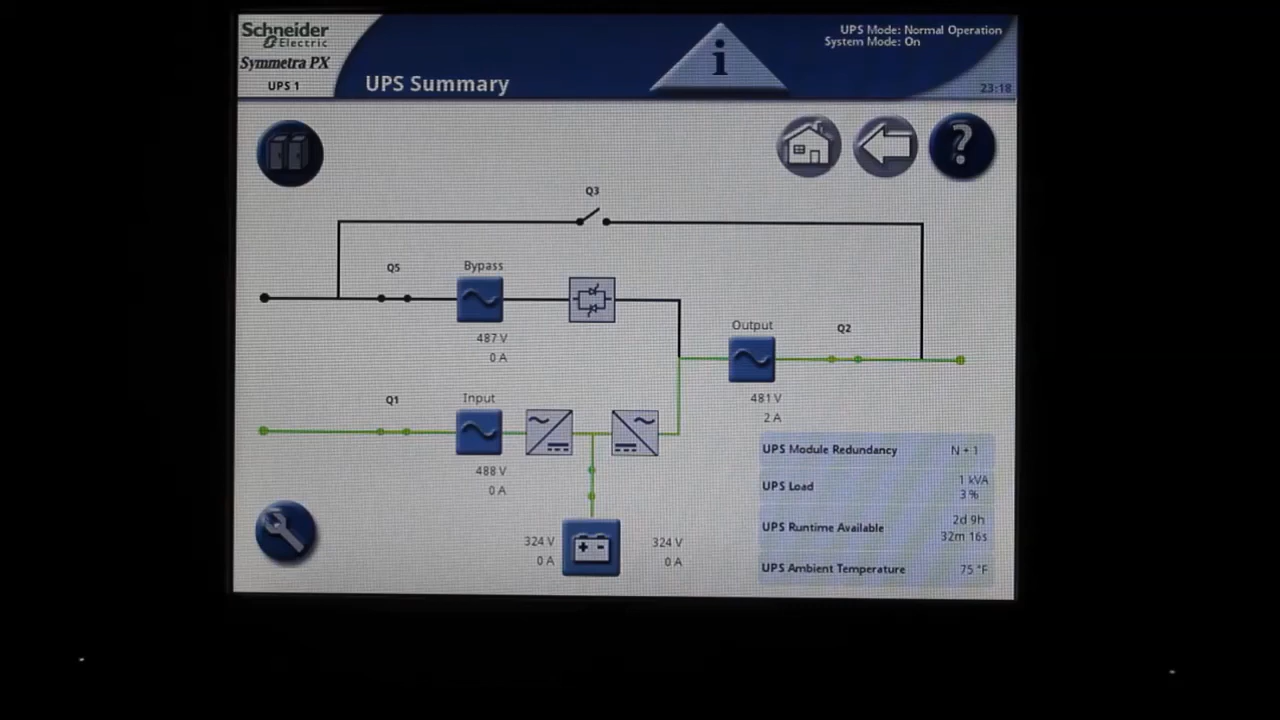 Schneider
Electric
Symmetra PX
UPS 1
UPS Summary
i
UPS Mode: Normal Operation
System Mode: On
23:18
?
Q3
Q5
Bypass
487 V
0 A
Output
Q2
481 V
2 A
Q1
Input
488 V
0 A
324 V
0 A
324 V
0 A
UPS Module Redundancy N + 1
UPS Load 1 kVA
3 %
UPS Runtime Available 2d 9h
32m 16s
UPS Ambient Temperature 75 °F